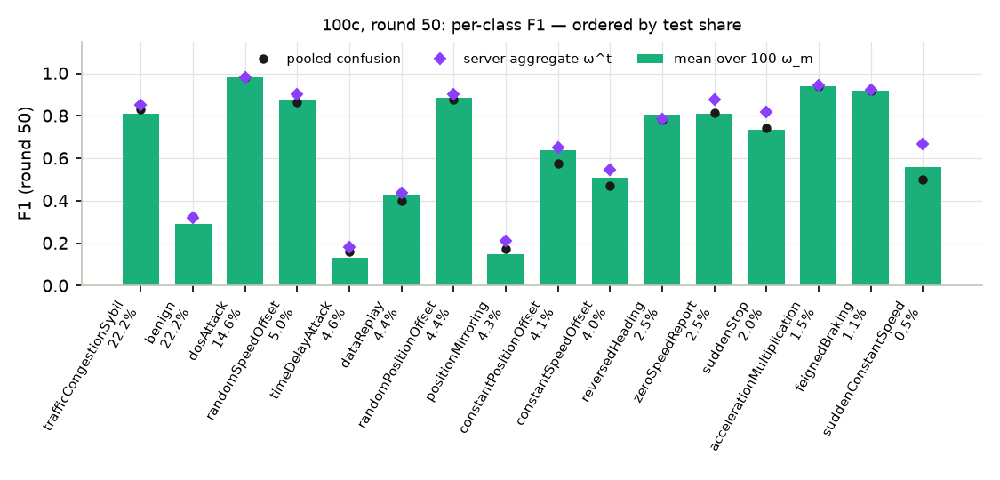 100c, round 50: per-class F1 — ordered by test share
pooled confusion
server aggregate ω^t
mean over 100 ω_m
F1 (round 50)
1.0
0.8
0.6
0.4
0.2
0.0
trafficCongestionSybil
22.2%
benign
22.2%
dosAttack
14.6%
randomSpeedOffset
5.0%
timeDelayAttack
4.6%
dataReplay
4.4%
randomPositionOffset
4.4%
positionMirroring
4.3%
constantPositionOffset
4.1%
constantSpeedOffset
4.0%
reversedHeading
2.5%
zeroSpeedReport
2.5%
suddenStop
2.0%
accelerationMultiplication
1.5%
feignedBraking
1.1%
suddenConstantSpeed
0.5%